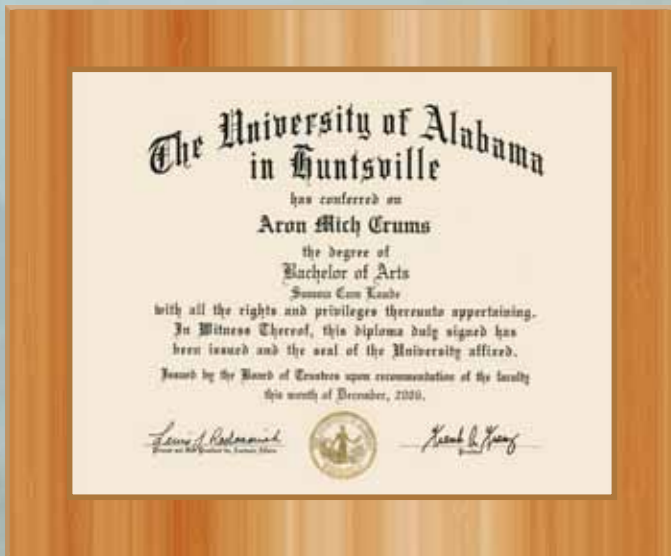 The University of Alabama
in Huntsville
has conferred on
Aron Mich Crums
the degree of
Bachelor of Arts
Summa Cum Laude
with all the rights and privileges thereunto appertaining.
In Witness Thereof, this diploma duly signed has
been issued and the seal of the University affixed.
Issued by the Board of Trustees upon recommendation of the faculty
this month of December, 2006.
President